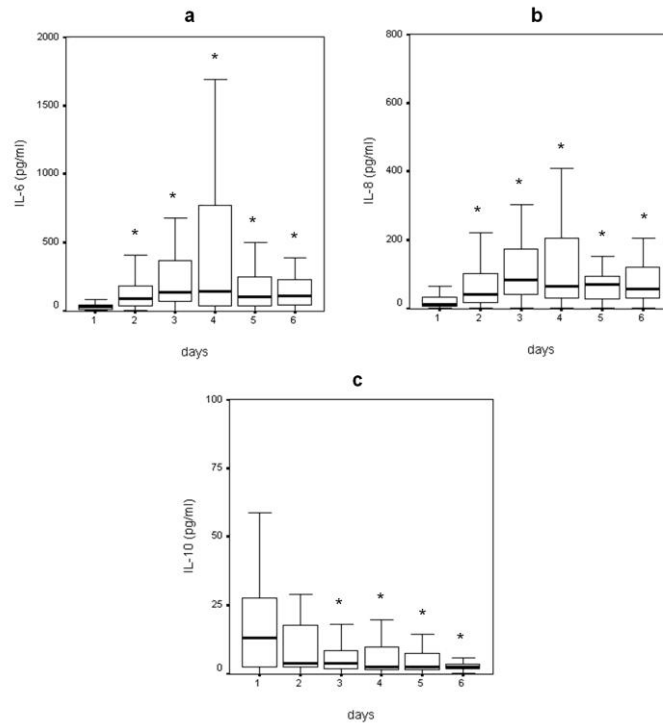 a
2000
1500
1000
500
0
IL-6 (pg/ml)
* * * * *
1 2 3 4 5 6
days
b
800
600
400
200
0
IL-8 (pg/ml)
* * * * *
1 2 3 4 5 6
days
c
100
75
50
25
0
IL-10 (pg/ml)
* * * *
1 2 3 4 5 6
days